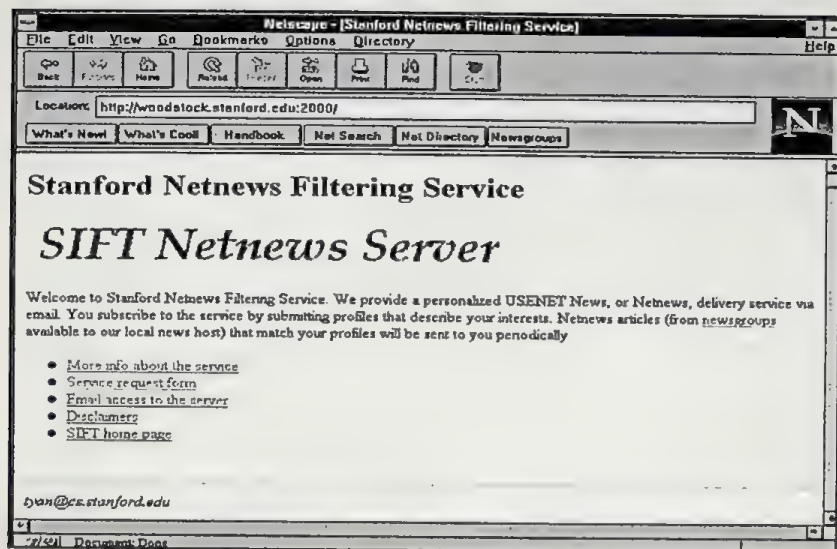 Netscape - [Stanford Netnews Filtering Service]
File Edit View Go Bookmarks Options Directory Help
Back Forward Home Reload Open Print Find Stop
Location: http://woodstock.stanford.edu:2000/
What's New! What's Cool! Handbook Net Search Net Directory Newsgroups
N
Stanford Netnews Filtering Service
SIFT Netnews Server
Welcome to Stanford Netnews Filtering Service. We provide a personalized USENET News, or Netnews, delivery service via
email. You subscribe to the service by submitting profiles that describe your interests. Netnews articles (from newsgroups
available to our local news host) that match your profiles will be sent to you periodically
More info about the service
Service request form
Email access to the server
Disclaimers
SIFT home page
tyan@cs.stanford.edu
Document: Done